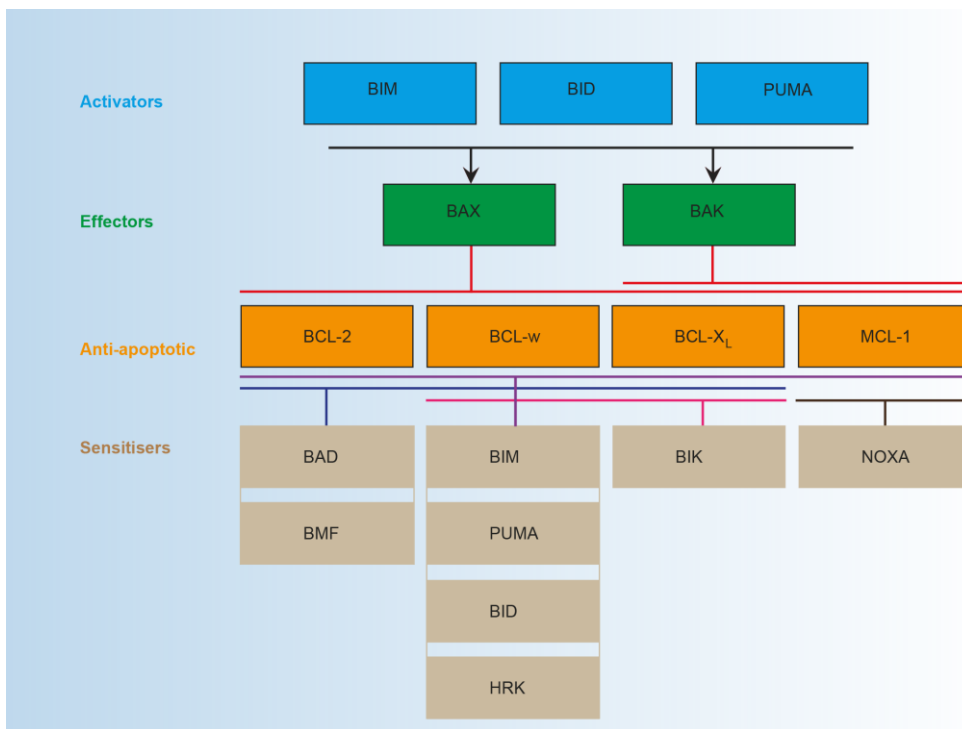 Activators
BIM
BID
PUMA
Effectors
BAX
BAK
Anti-apoptotic
BCL-2
BCL-w
BCL-X_L
MCL-1
Sensitisers
BAD
BIM
BIK
NOXA
BMF
PUMA
BID
HRK